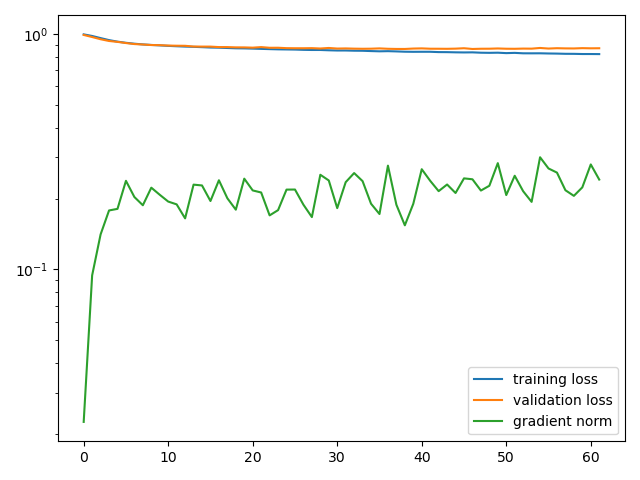 10⁰
10⁻¹
0 10 20 30 40 50 60
training loss
validation loss
gradient norm